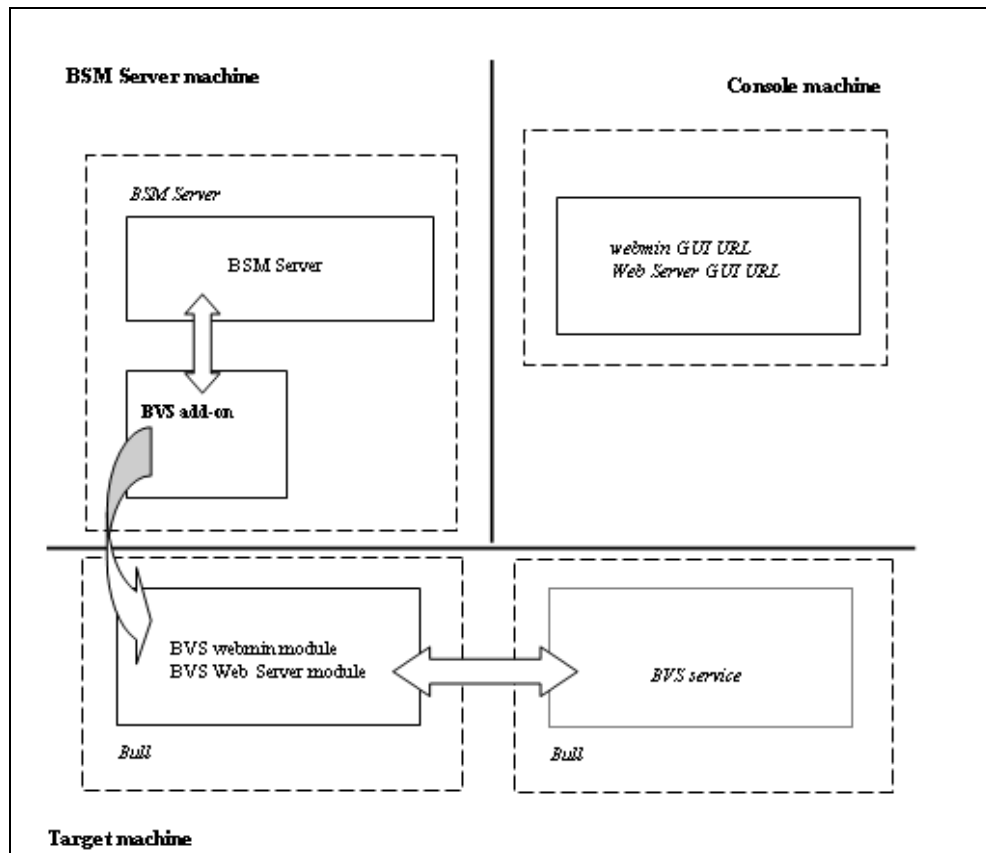 BSM Server machine
Console machine
BSM Server
BSM Server
webmin GUI URL
Web Server GUI URL
BVS add-on
BVS webmin module
BVS Web Server module
BVS service
Bull
Bull
Target machine